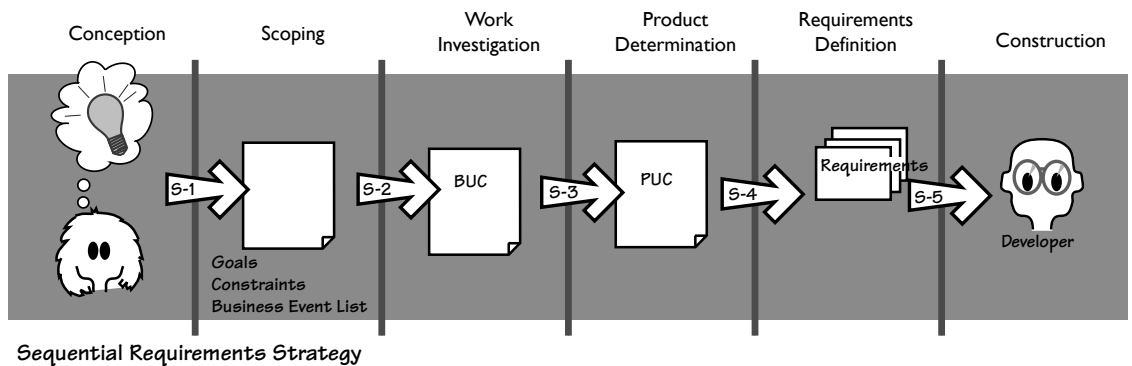 Conception
Scoping
Work
Investigation
Product
Determination
Requirements
Definition
Construction
S-1
S-2
BUC
S-3
PUC
S-4
Requirements
S-5
Developer
Goals
Constraints
Business Event List
Sequential Requirements Strategy